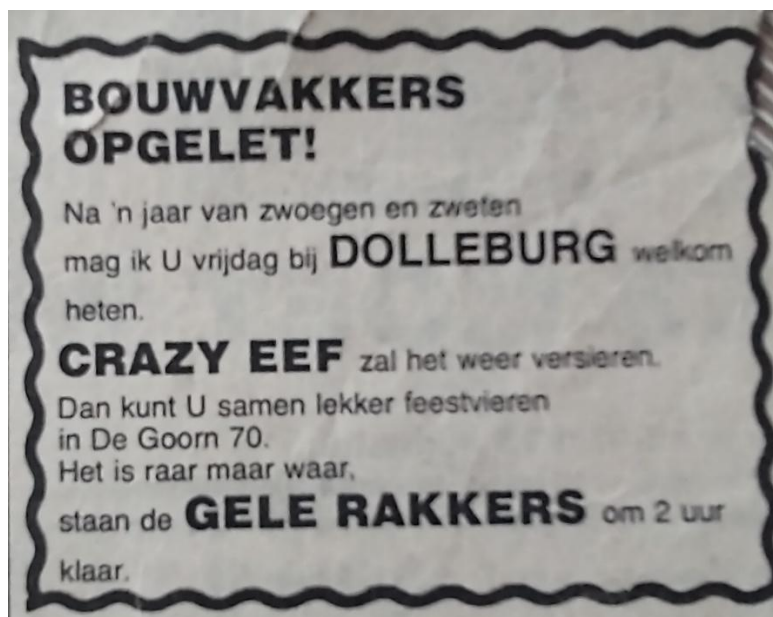 BOUWVAKKERS
OPGELET!
Na 'n jaar van zwoegen en zweten
mag ik U vrijdag bij DOLLEBURG welkom
heten.
CRAZY EEF zal het weer versieren.
Dan kunt U samen lekker feestvieren
in De Goorn 70.
Het is raar maar waar,
staan de GELE RAKKERS om 2 uur
klaar.